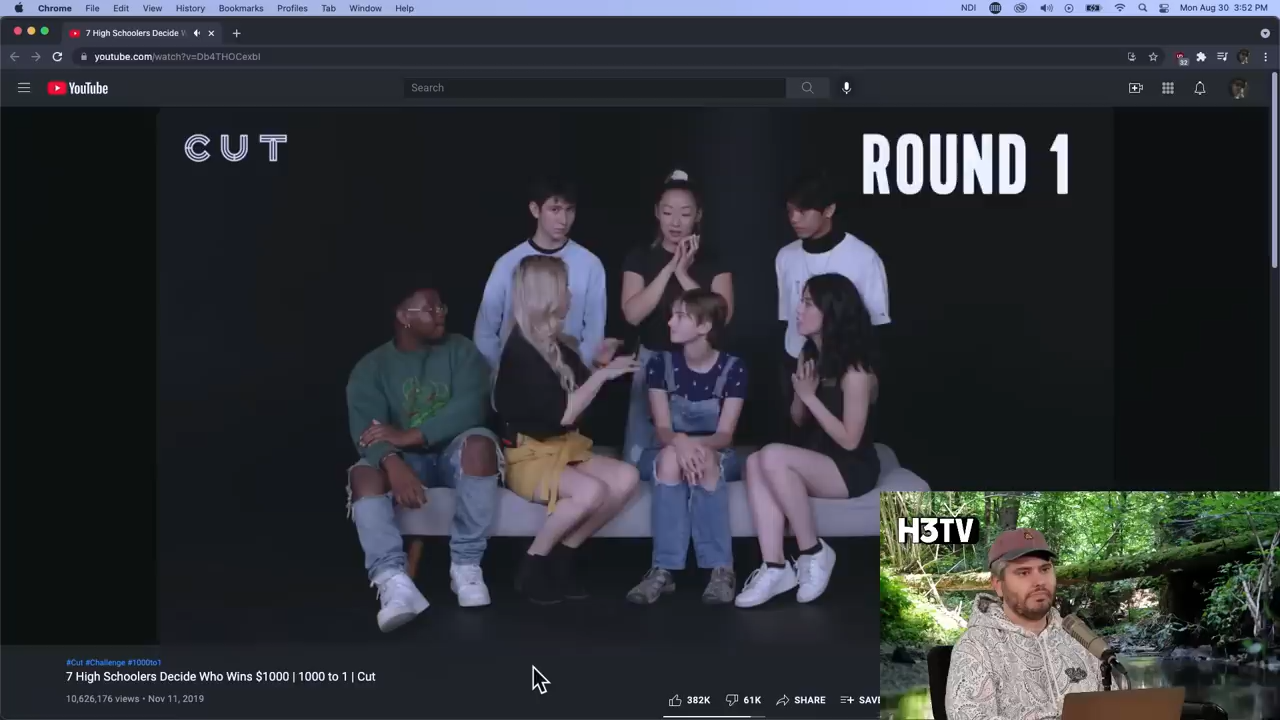 Chrome File Edit View History Bookmarks Profiles Tab Window Help NDI Mon Aug 30 3:52 PM
7 High Schoolers Decide W
youtube.com/watch?v=Db4THOCexbI
32
YouTube Search
CUT ROUND 1
H3TV
#Cut #Challenge #1000to1
7 High Schoolers Decide Who Wins $1000 | 1000 to 1 | Cut
10,626,176 views • Nov 11, 2019 382K 61K SHARE SAVE